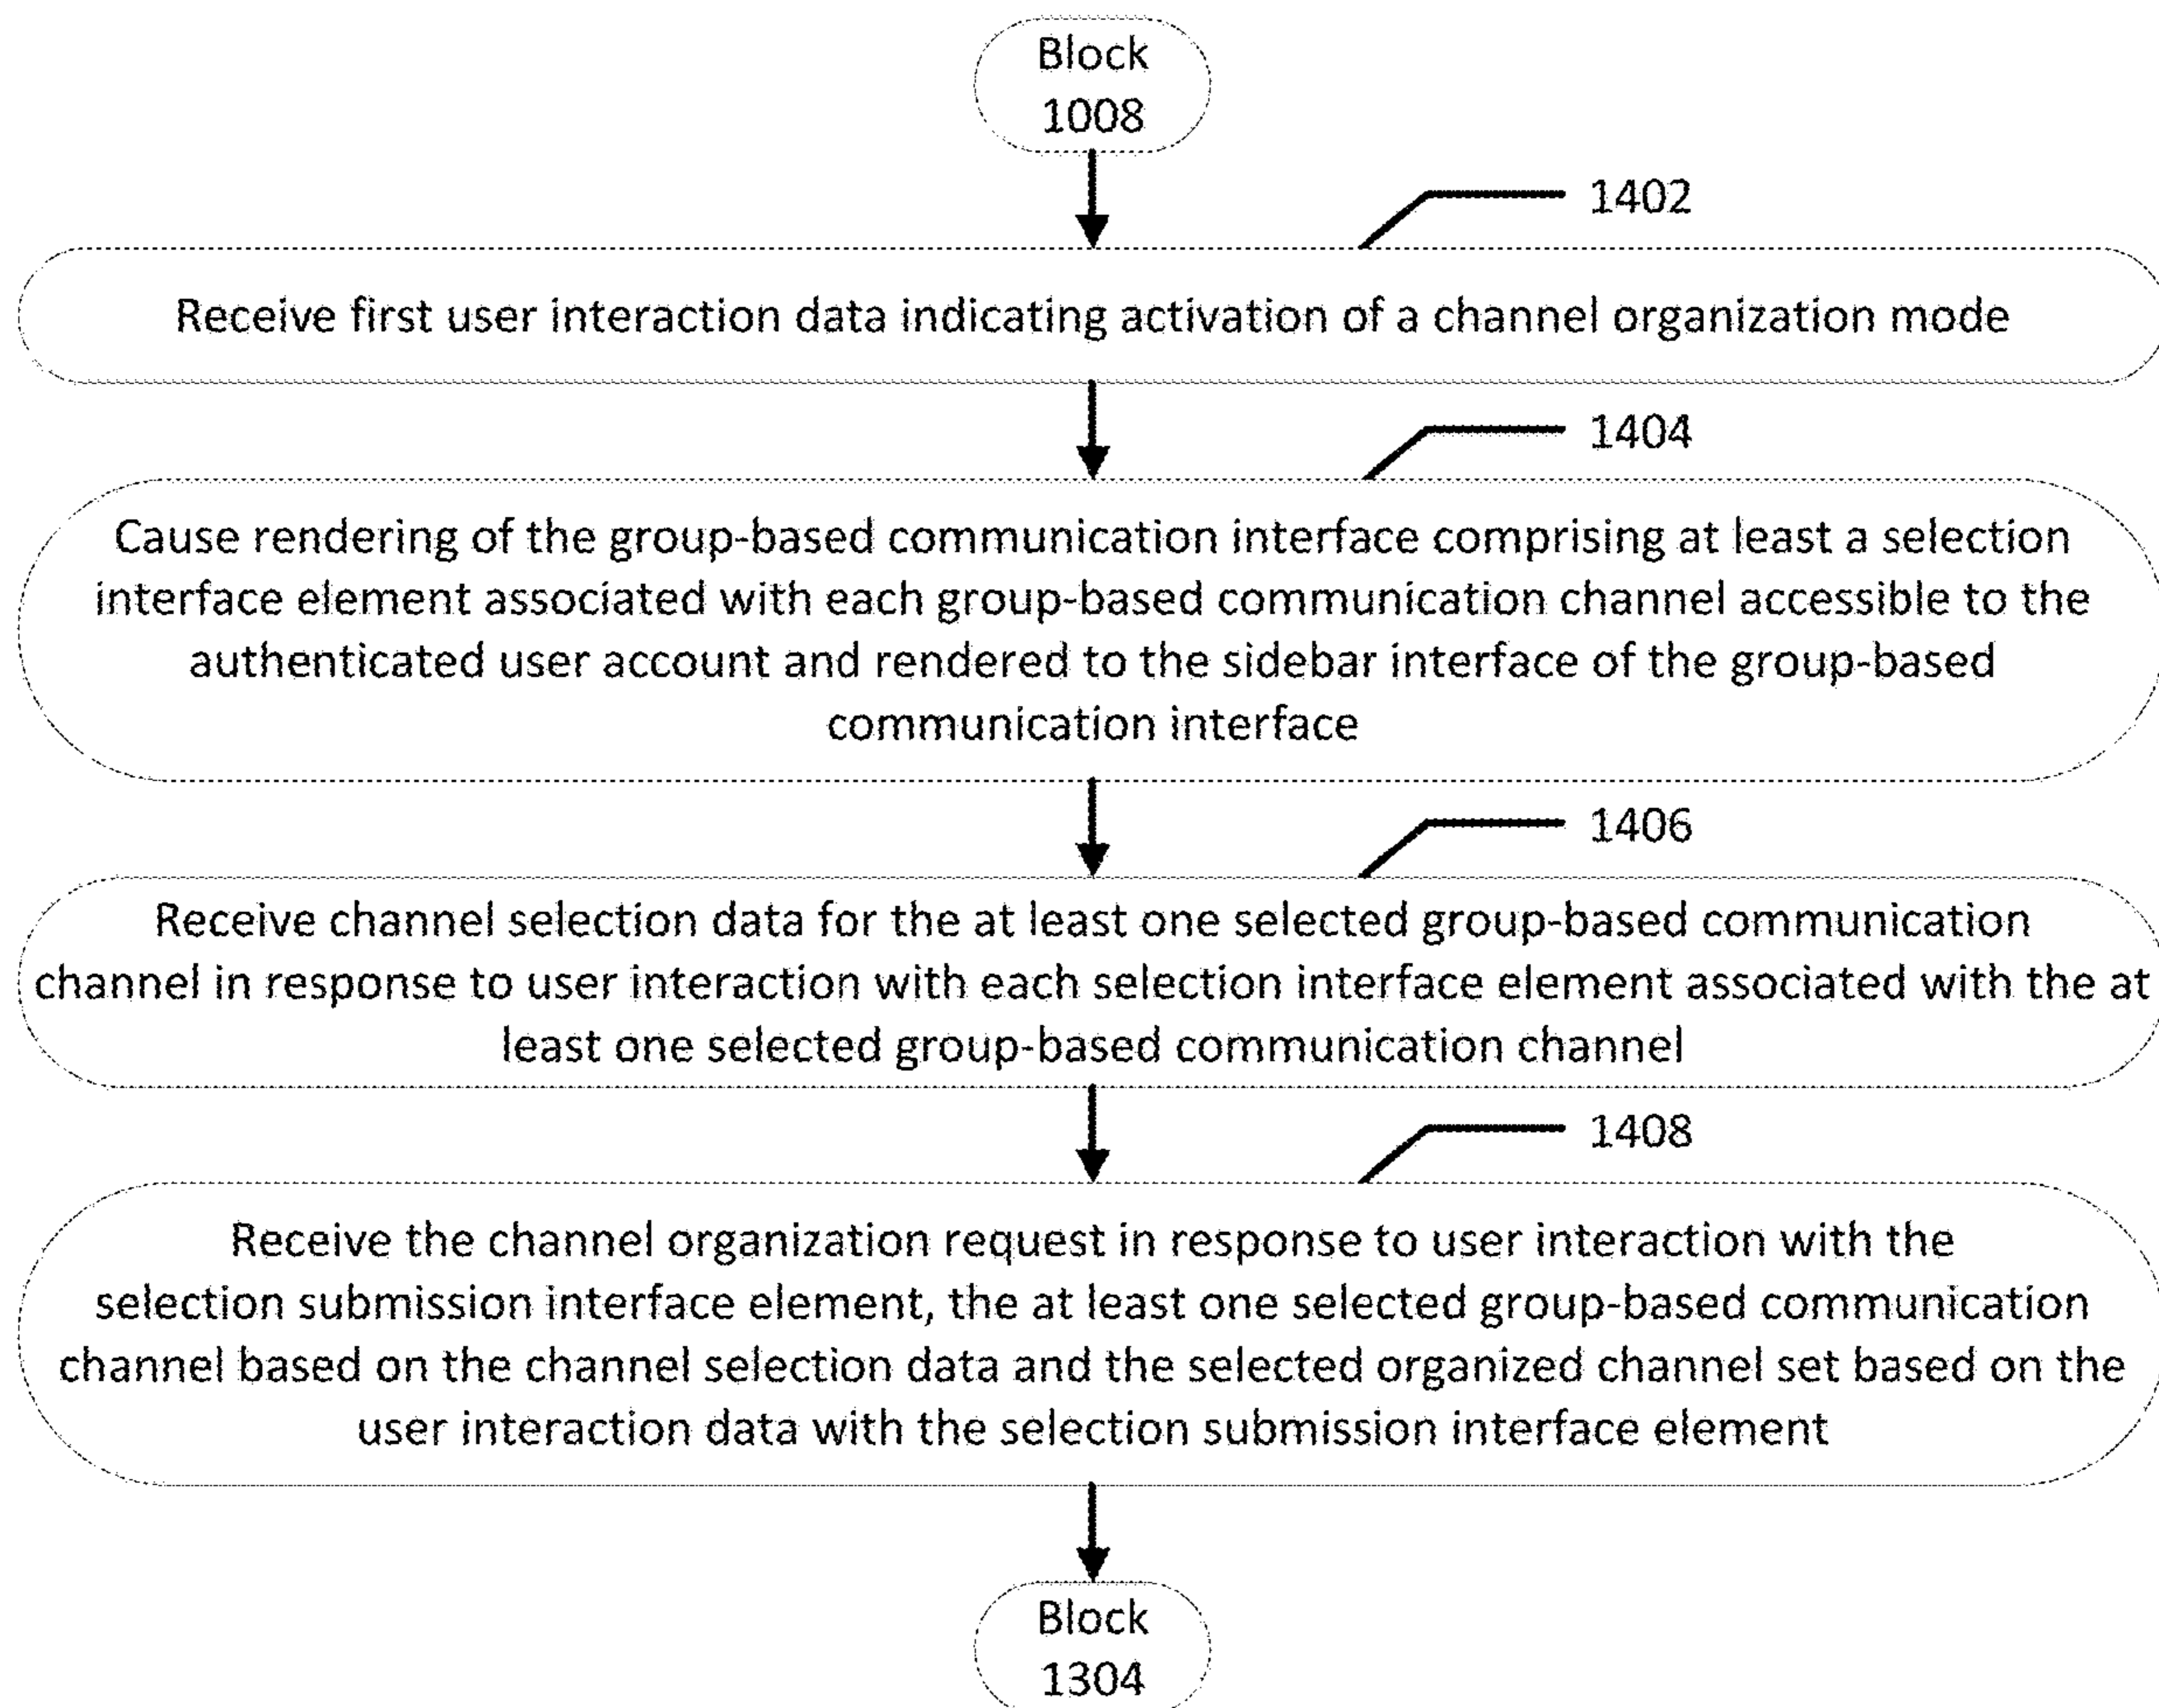 Block
1008
1402
Receive first user interaction data indicating activation of a channel organization mode
1404
Cause rendering of the group-based communication interface comprising at least a selection
interface element associated with each group-based communication channel accessible to the
authenticated user account and rendered to the sidebar interface of the group-based
communication interface
1406
Receive channel selection data for the at least one selected group-based communication
channel in response to user interaction with each selection interface element associated with the at
least one selected group-based communication channel
1408
Receive the channel organization request in response to user interaction with the
selection submission interface element, the at least one selected group-based communication
channel based on the channel selection data and the selected organized channel set based on the
user interaction data with the selection submission interface element
Block
1304